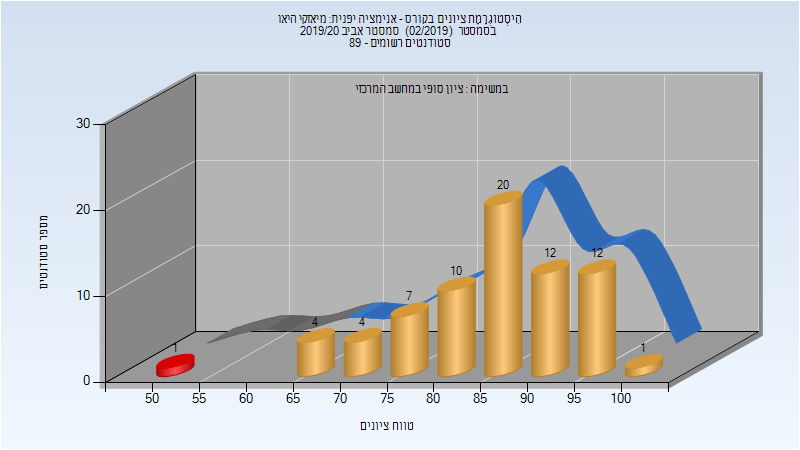 היסטוגרמת ציונים בקורס - אנימציה יפנית: מיאזקי היאו
בסמסטר (02/2019) סמסטר אביב 2019/20
סטודנטים רשומים - 89
במשימה : ציון סופי במחשב המרכזי
מספר סטודנטים
30
20
10
0
1
4
4
7
10
20
12
12
1
50 55 60 65 70 75 80 85 90 95 100
טווח ציונים